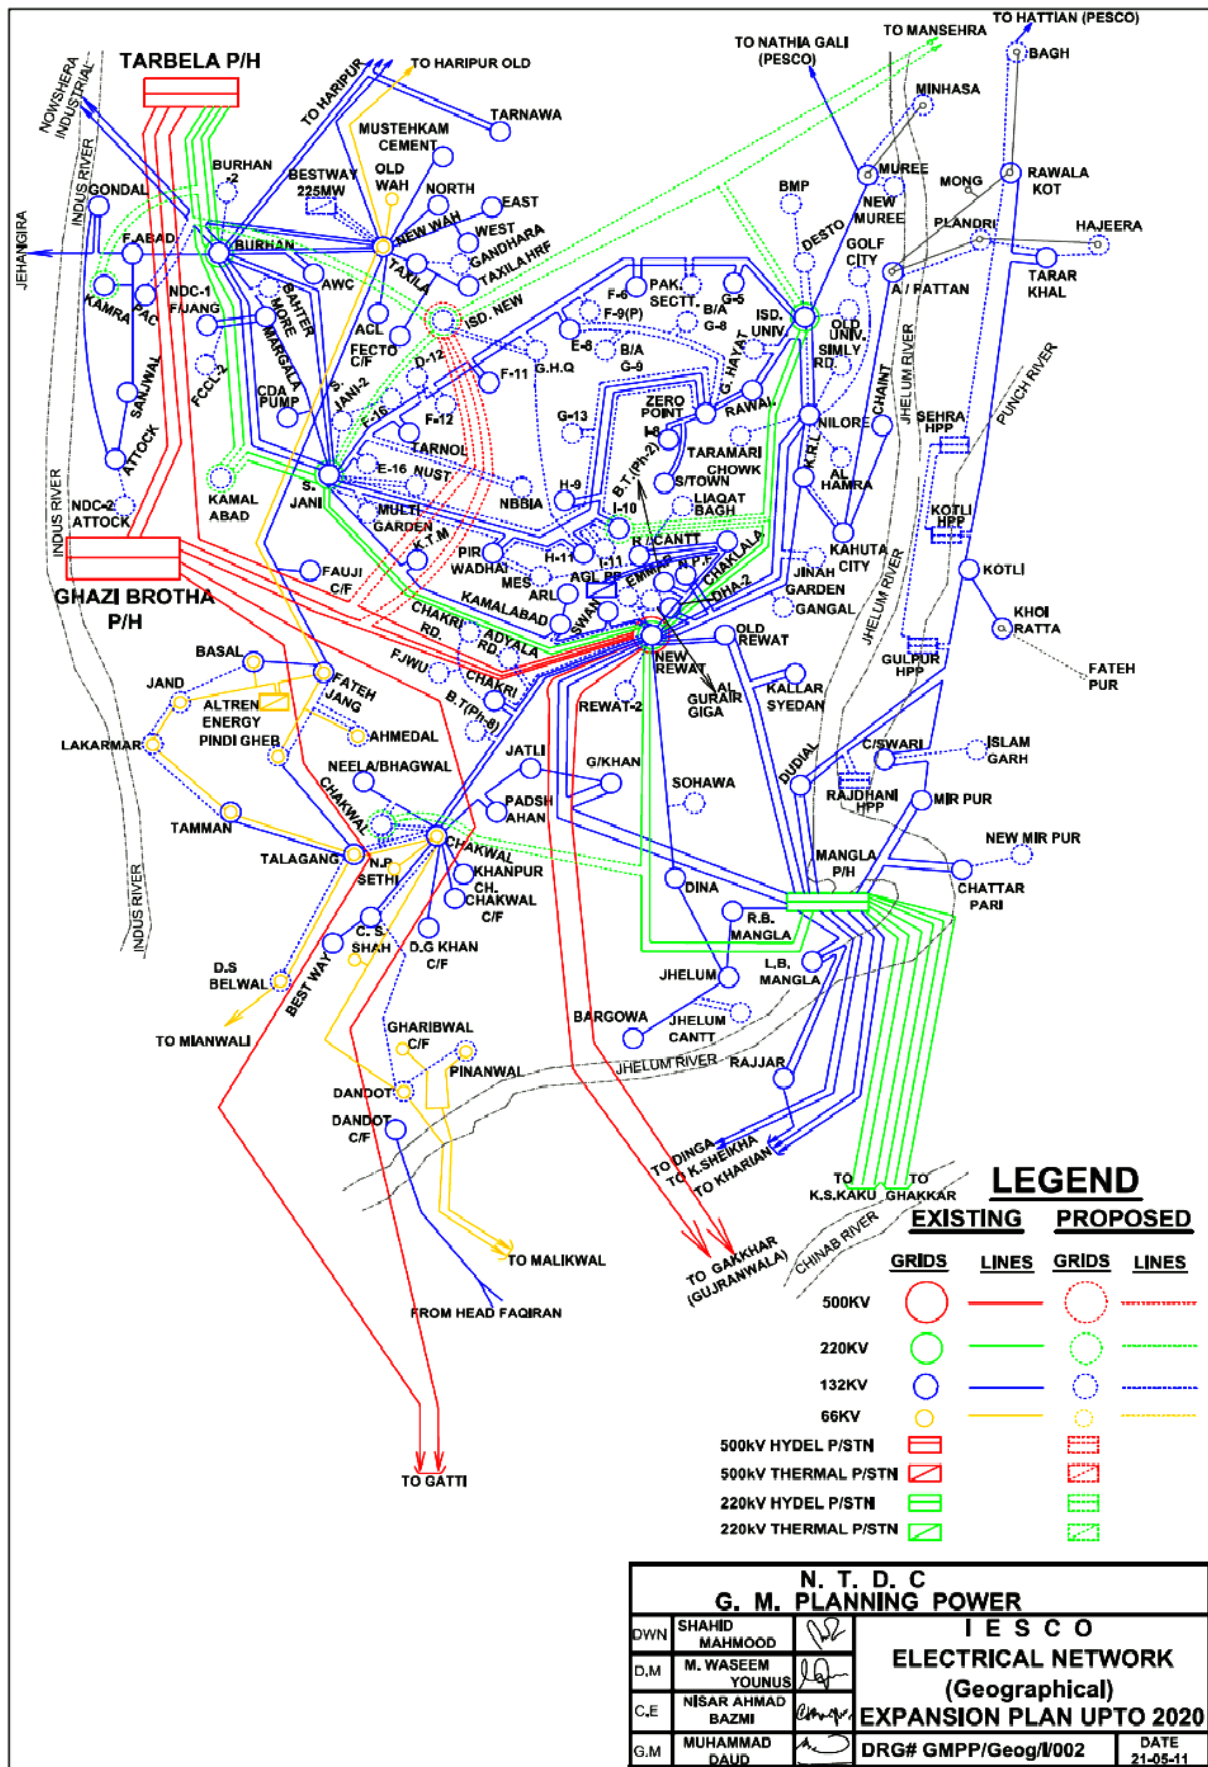 TO HATTIAN (PESCO)
TO MANSEHRA
TO NATHIA GALI
(PESCO)
BAGH
TARBELA P/H
TO HARIPUR OLD
NOWSHERA
INDUSTRIAL
TO HARIPUR
MINHASA
TARNAWA
MUSTEHKAM
CEMENT
BURHAN
-2
BESTWAY
225MW
OLD
WAH
MUREE
RAWALA
KOT
GONDAL
INDUS RIVER
NORTH
EAST
BMP
NEW
MUREE
MONG
PLANDRI
HAJEERA
JEHANGIRA
F.ABAD
BURHAN
NEW WAH
WEST
GANDHARA
DESTO
GOLF
CITY
TARAR
KHAL
KAMRA
PAC
NDC-1
F/JANG
BAHTER
MORE
AWC
TAXILA
TAXILA HRF
F-6
PAK.
SECTT.
G-5
A / PATTAN
F-9(P)
B/A
G-8
ISD.
UNIV.
OLD
UNIV.
SIMLY
RD.
MARGALA
ACL
FECTO
C/F
ISD. NEW
E-8
B/A
G-9
G. HAYAT
JHELUM RIVER
PUNCH RIVER
FCCL-2
CDA
PUMP
S.
JANI-2
D-12
F-11
G.H.Q
SANJWAL
F-16
F-12
G-13
ZERO
POINT
RAWAL
NILORE
CHAINT
SEHRA
HPP
ATTOCK
TARNOL
I-8
TARAMARI
CHOWK
K.R.L.
INDUS RIVER
KAMAL
ABAD
S.
JANI
E-16
NUST
NBBIA
H-9
B.T.(Ph-2)
S/TOWN
AL
HAMRA
NDC-2
ATTOCK
MULTI
GARDEN
I-10
LIAQAT
BAGH
KOTLI
HPP
K.T.M
PIR
WADHAI
H-11
I-11
R / CANTT
KAHUTA
CITY
FAUJI
C/F
MES
ARL
AGL PP
EMMAR
N.P.F
CHAKLALA
JINAH
GARDEN
KOTLI
GHAZI BROTHA
P/H
KAMALABAD
SWAN
DHA-2
GANGAL
KHOI
RATTA
CHAKRI
RD.
ADYALA
RD.
OLD
REWAT
JHELUM RIVER
BASAL
FJWU
NEW
REWAT
GULPUR
HPP
FATEH
PUR
JAND
FATEH
JANG
CHAKRI
AL
GURAIR
GIGA
KALLAR
SYEDAN
ALTREN
ENERGY
B.T(Ph-8)
REWAT-2
LAKARMAR
PINDI GHEB
AHMEDAL
JATLI
G/KHAN
SOHAWA
DUDIAL
C/SWARI
ISLAM
GARH
NEELA/BHAGWAL
RAJDHANI
HPP
MIR PUR
CHAKWAL
PADSH
AHAN
TAMMAN
NEW MIR PUR
TALAGANG
CHAKWAL
MANGLA
P/H
N.P
SETHI
KHANPUR
CH.
CHAKWAL
C/F
DINA
CHATTAR
PARI
INDUS RIVER
R.B.
MANGLA
C. S.
SHAH
D.G KHAN
C/F
D.S
BELWAL
BEST WAY
JHELUM
L.B.
MANGLA
TO MIANWALI
GHARIBWAL
C/F
BARGOWA
JHELUM
CANTT
PINANWAL
JHELUM RIVER
RAJJAR
DANDOT
DANDOT
C/F
TO DINGA
TO K.SHEIKHA
TO KHARIAN
TO
K.S.KAKU
TO
GHAKKAR
CHINAB RIVER
TO MALIKWAL
TO GAKKHAR
(GUJRANWALA)
FROM HEAD FAQIRAN
TO GATTI
LEGEND
EXISTING PROPOSED
GRIDS LINES GRIDS LINES
500KV
220KV
132KV
66KV
500kV HYDEL P/STN
500kV THERMAL P/STN
220kV HYDEL P/STN
220kV THERMAL P/STN
N. T. D. C
G. M. PLANNING POWER
DWN SHAHID
MAHMOOD
D.M M. WASEEM
YOUNUS
C.E NISAR AHMAD
BAZMI
G.M MUHAMMAD
DAUD
I E S C O
ELECTRICAL NETWORK
(Geographical)
EXPANSION PLAN UPTO 2020
DRG# GMPP/Geog/I/002
DATE
21-05-11